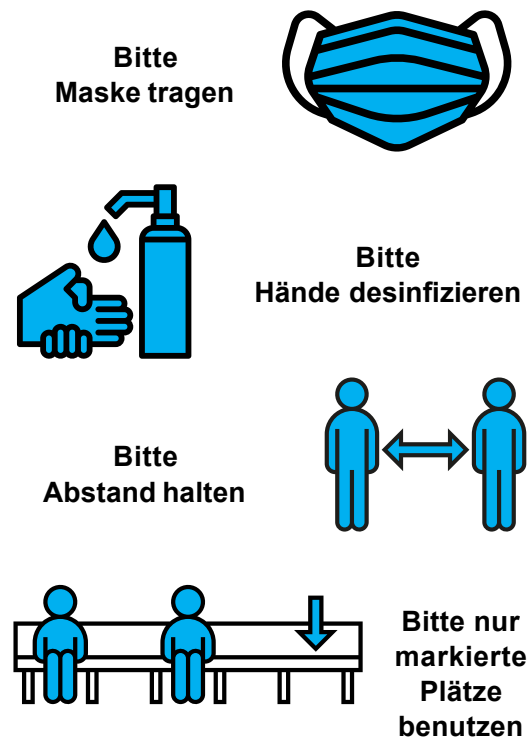 Bitte
Maske tragen
Bitte
Hände desinfizieren
Bitte
Abstand halten
Bitte nur
markierte
Plätze
benutzen